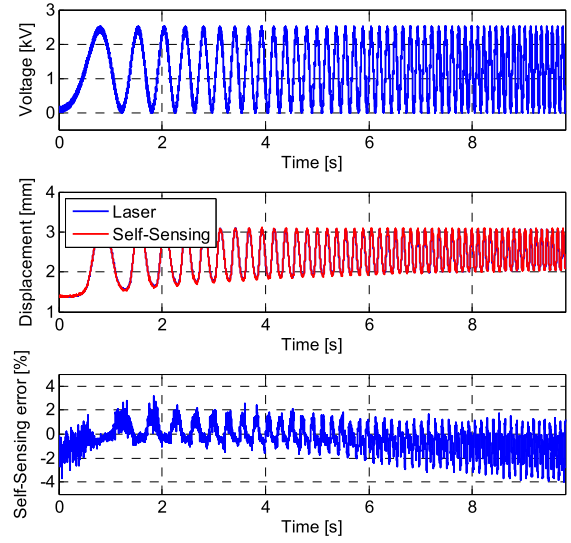 3
2
1
0
Voltage [kV]
0 2 4 6 8
Time [s]
4
3
2
1
Displacement [mm]
Laser
Self-Sensing
0 2 4 6 8
Time [s]
4
2
0
-2
-4
Self-Sensing error [%]
0 2 4 6 8
Time [s]